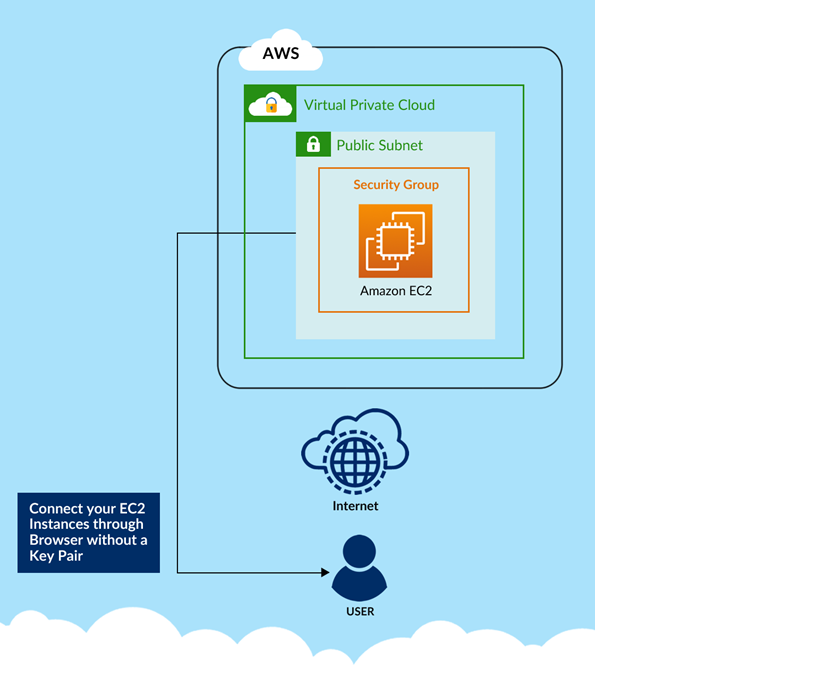 AWS
Virtual Private Cloud
Public Subnet
Security Group
Amazon EC2
Internet
Connect your EC2
Instances through
Browser without a
Key Pair
USER